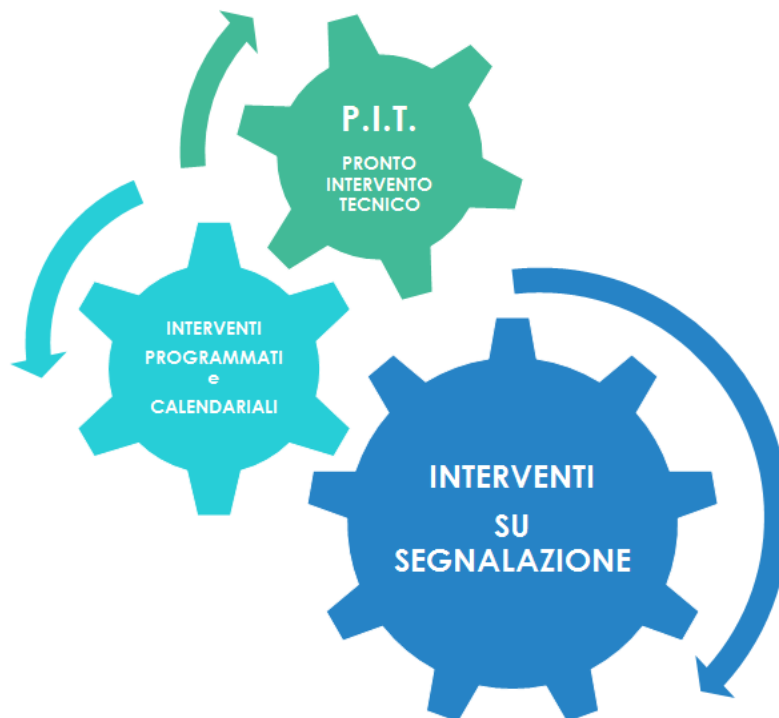 P.I.T.
PRONTO
INTERVENTO
TECNICO
INTERVENTI
PROGRAMMATI
e
CALENDARIALI
INTERVENTI
SU
SEGNALAZIONE